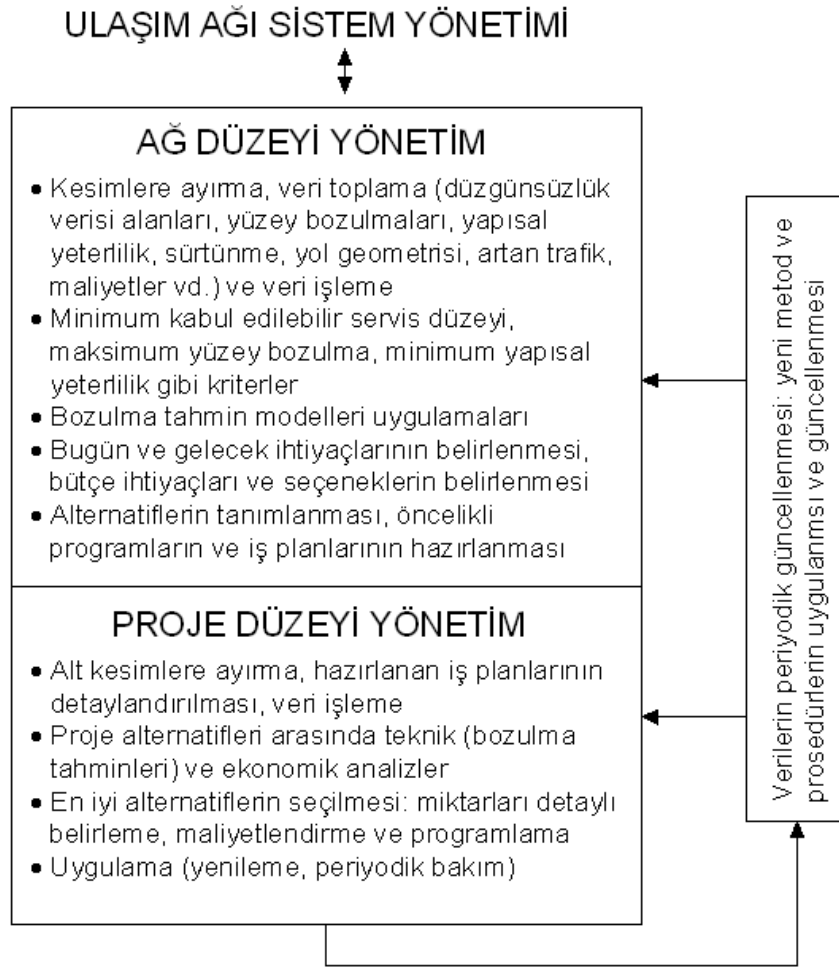 ULAŞIM AĞI SİSTEM YÖNETİMİ
AĞ DÜZEYİ YÖNETİM
• Kesimlere ayırma, veri toplama (düzgünsüzlük
verisi alanları, yüzey bozulmaları, yapısal
yeterlilik, sürtünme, yol geometrisi, artan trafik,
maliyetler vd.) ve veri işleme
• Minimum kabul edilebilir servis düzeyi,
maksimum yüzey bozulma, minimum yapısal
yeterlilik gibi kriterler
• Bozulma tahmin modelleri uygulamaları
• Bugün ve gelecek ihtiyaçlarının belirlenmesi,
bütçe ihtiyaçları ve seçeneklerin belirlenmesi
• Alternatiflerin tanımlanması, öncelikli
programların ve iş planlarının hazırlanması
PROJE DÜZEYİ YÖNETİM
• Alt kesimlere ayırma, hazırlanan iş planlarının
detaylandırılması, veri işleme
• Proje alternatifleri arasında teknik (bozulma
tahminleri) ve ekonomik analizler
• En iyi alternatiflerin seçilmesi: miktarları detaylı
belirleme, maliyetlendirme ve programlama
• Uygulama (yenileme, periyodik bakım)
Verilerin periyodik güncellenmesi: yeni metod ve
prosedürlerin uygulanmsı ve güncellenmesi